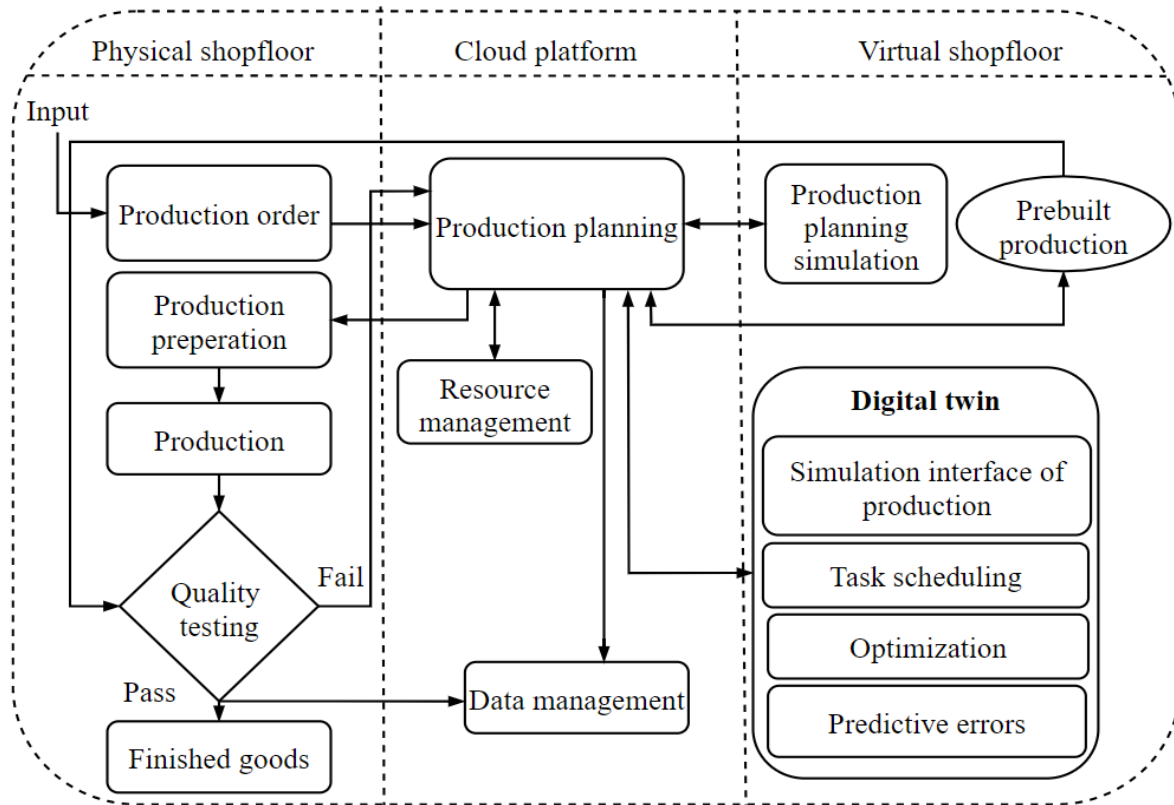 Physical shopfloor
Cloud platform
Virtual shopfloor
Input
Production order
Production planning
Production
planning
simulation
Prebuilt
production
Production
preperation
Resource
management
Production
Digital twin
Simulation interface of
production
Task scheduling
Optimization
Predictive errors
Quality
testing
Fail
Pass
Data management
Finished goods